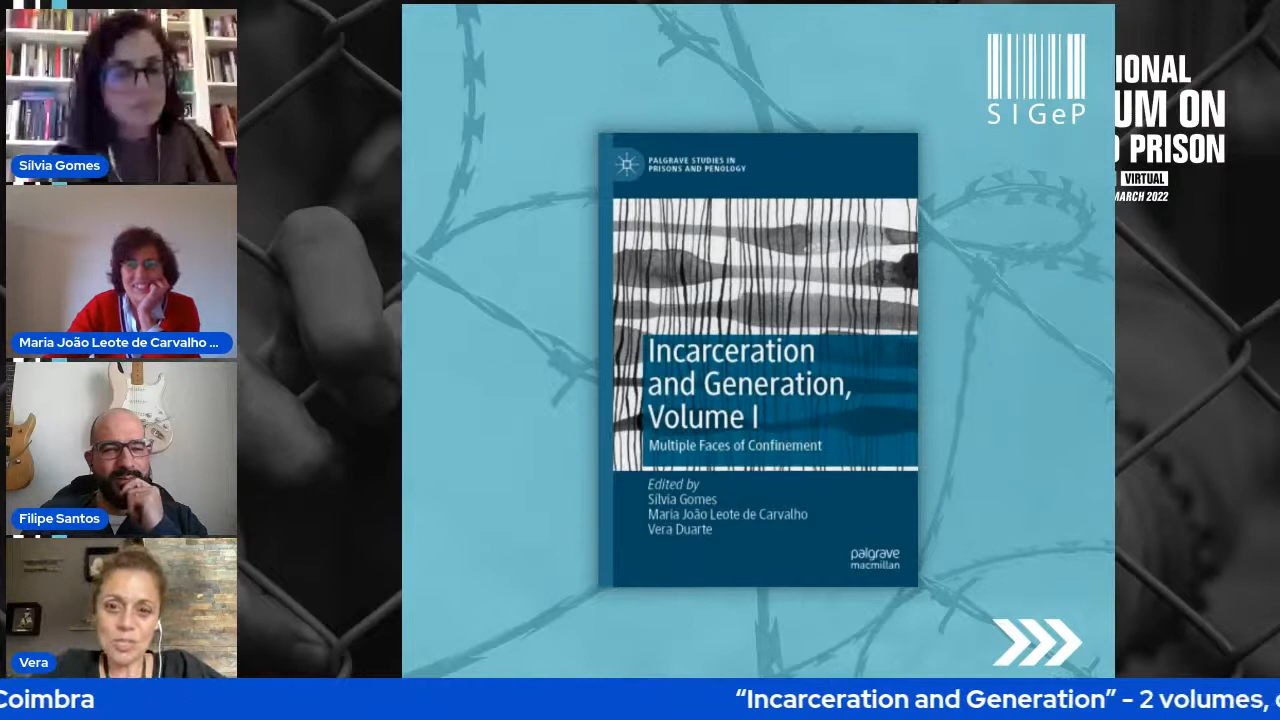 Sílvia Gomes
Maria João Leote de Carvalho ...
Filipe Santos
Vera
SIGeP
IONAL
UM ON
PRISON
VIRTUAL
MARCH 2022
PALGRAVE STUDIES IN
PRISONS AND PENOLOGY
Incarceration
and Generation,
Volume I
Multiple Faces of Confinement
Edited by
Sílvia Gomes
Maria João Leote de Carvalho
Vera Duarte
palgrave
macmillan
Coimbra
“Incarceration and Generation” - 2 volumes,